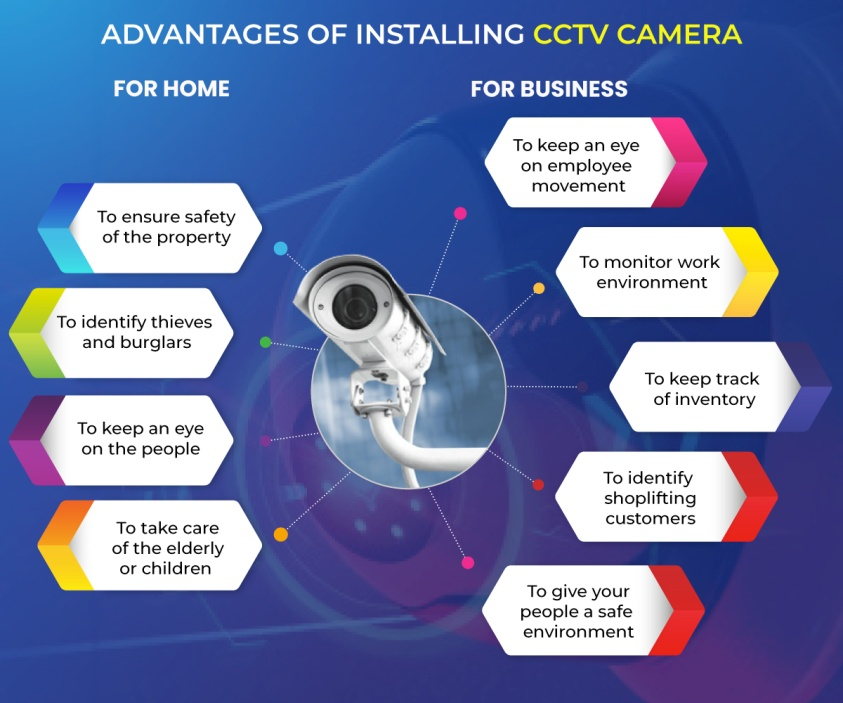 ADVANTAGES OF INSTALLING CCTV CAMERA
FOR HOME
To ensure safety
of the property
To identify thieves
and burglars
To keep an eye
on the people
To take care
of the elderly
or children
FOR BUSINESS
To keep an eye
on employee
movement
To monitor work
environment
To keep track
of inventory
To identify
shoplifting
customers
To give your
people a safe
environment